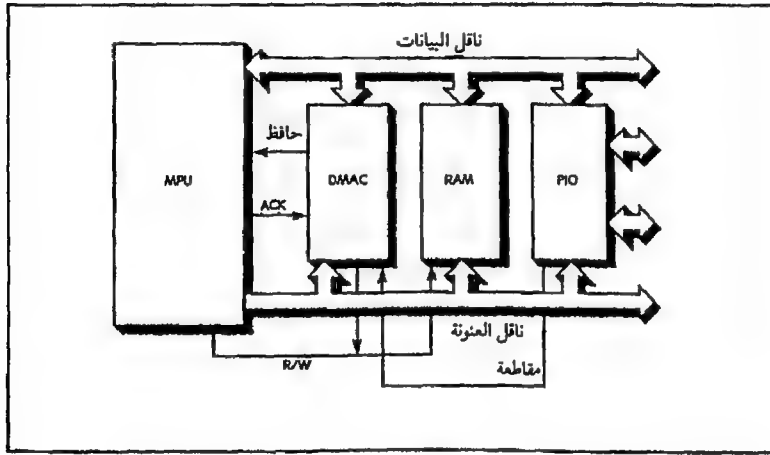 ناقل البيانات
حافظ
MPU
DMAC
RAM
PIO
ACK
ناقل العنونة
R/W
مقاطعة